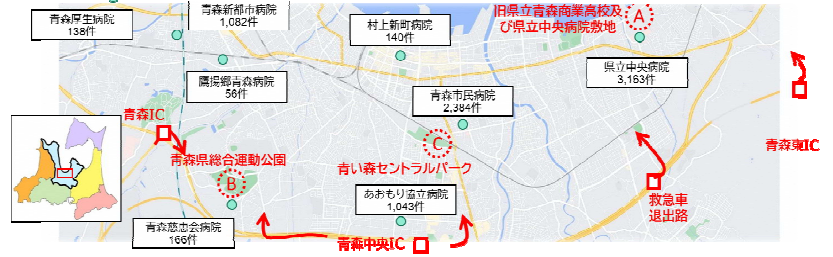 青森厚生病院
138件
青森新都市病院
1,082件
村上新町病院
140件
旧県立青森商業高校及
び県立中央病院敷地
A
県立中央病院
3,163件
鷹揚郷青森病院
56件
青森市民病院
2,384件
青森IC
C
青森東IC
青森県総合運動公園
B
青い森セントラルパーク
あおもり協立病院
1,043件
救急車
退出路
青森慈恵会病院
166件
青森中央IC